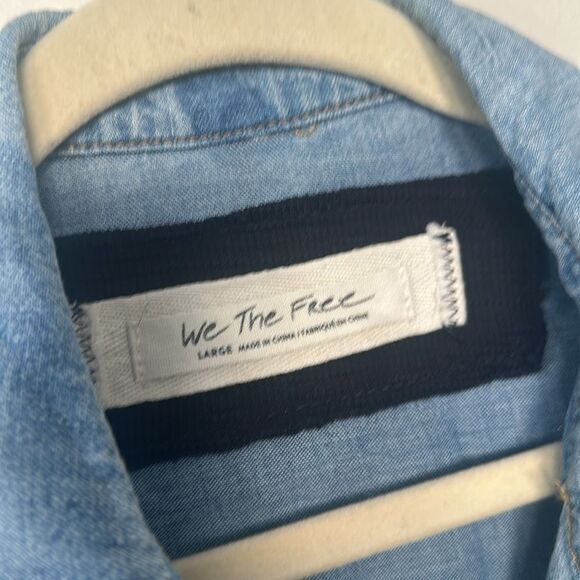 We The Free
LARGE MADE IN CHINA / FABRIQUÉ EN CHINE